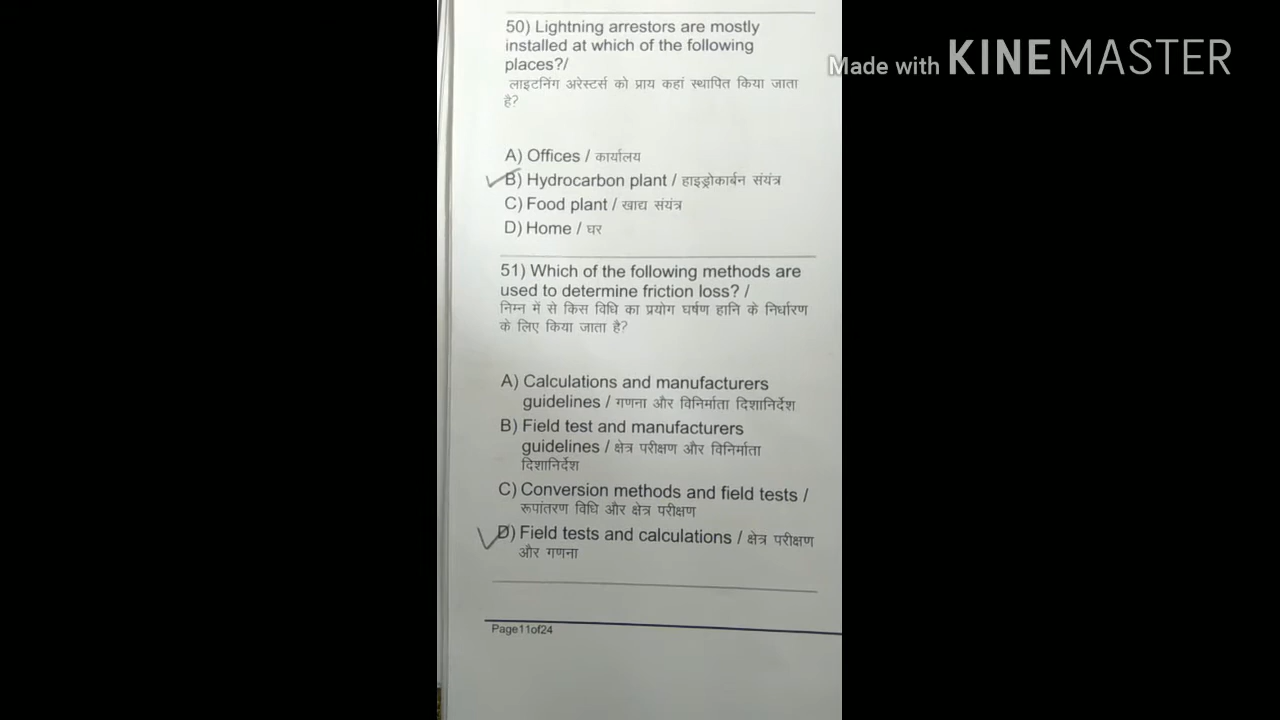 50) Lightning arrestors are mostly
installed at which of the following
places?/
लाइटनिंग अरेस्टर्स को प्राय कहां स्थापित किया जाता
है?
A) Offices / कार्यालय
B) Hydrocarbon plant / हाइड्रोकार्बन संयंत्र
C) Food plant / खाद्य संयंत्र
D) Home / घर
51) Which of the following methods are
used to determine friction loss? /
निम्न में से किस विधि का प्रयोग घर्षण हानि के निर्धारण
के लिए किया जाता है?
A) Calculations and manufacturers
guidelines / गणना और विनिर्माता दिशानिर्देश
B) Field test and manufacturers
guidelines / क्षेत्र परीक्षण और विनिर्माता
दिशानिर्देश
C) Conversion methods and field tests /
रूपांतरण विधि और क्षेत्र परीक्षण
D) Field tests and calculations / क्षेत्र परीक्षण
और गणना
Page11of24
Made with KINEMASTER